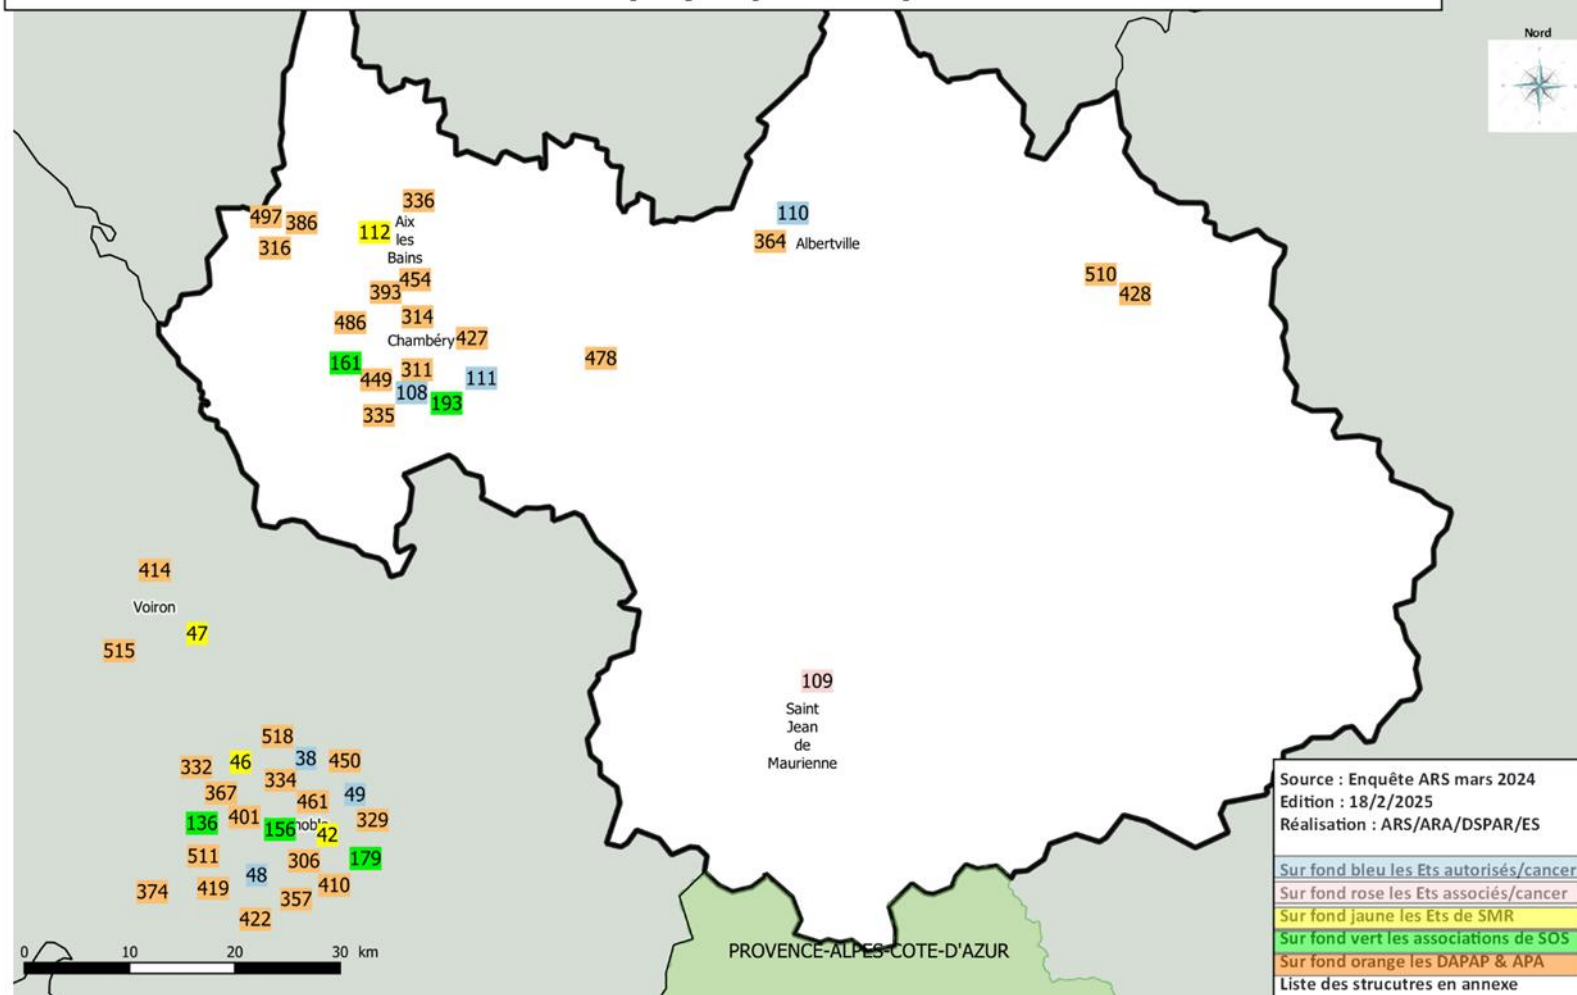 Nord
336
497
386
112
Aix
les
Bains
316
110
364
Albertville
454
393
510
428
486
314
Chambéry
427
161
311
478
449
111
108
193
335
414
Voiron
47
515
109
Saint
Jean
de
Maurienne
518
332
46
38
450
334
367
49
461
401
136
156
noble
42
329
511
306
179
48
374
419
410
357
422
0 10 20 30 km
PROVENCE-ALPES-COTE-D'AZUR
Source : Enquête ARS mars 2024
Edition : 18/2/2025
Réalisation : ARS/ARA/DSPAR/ES
Sur fond bleu les Ets autorisés/cancer
Sur fond rose les Ets associés/cancer
Sur fond jaune les Ets de SMR
Sur fond vert les associations de SOS
Sur fond orange les DAPAP & APA
Liste des strucutres en annexe